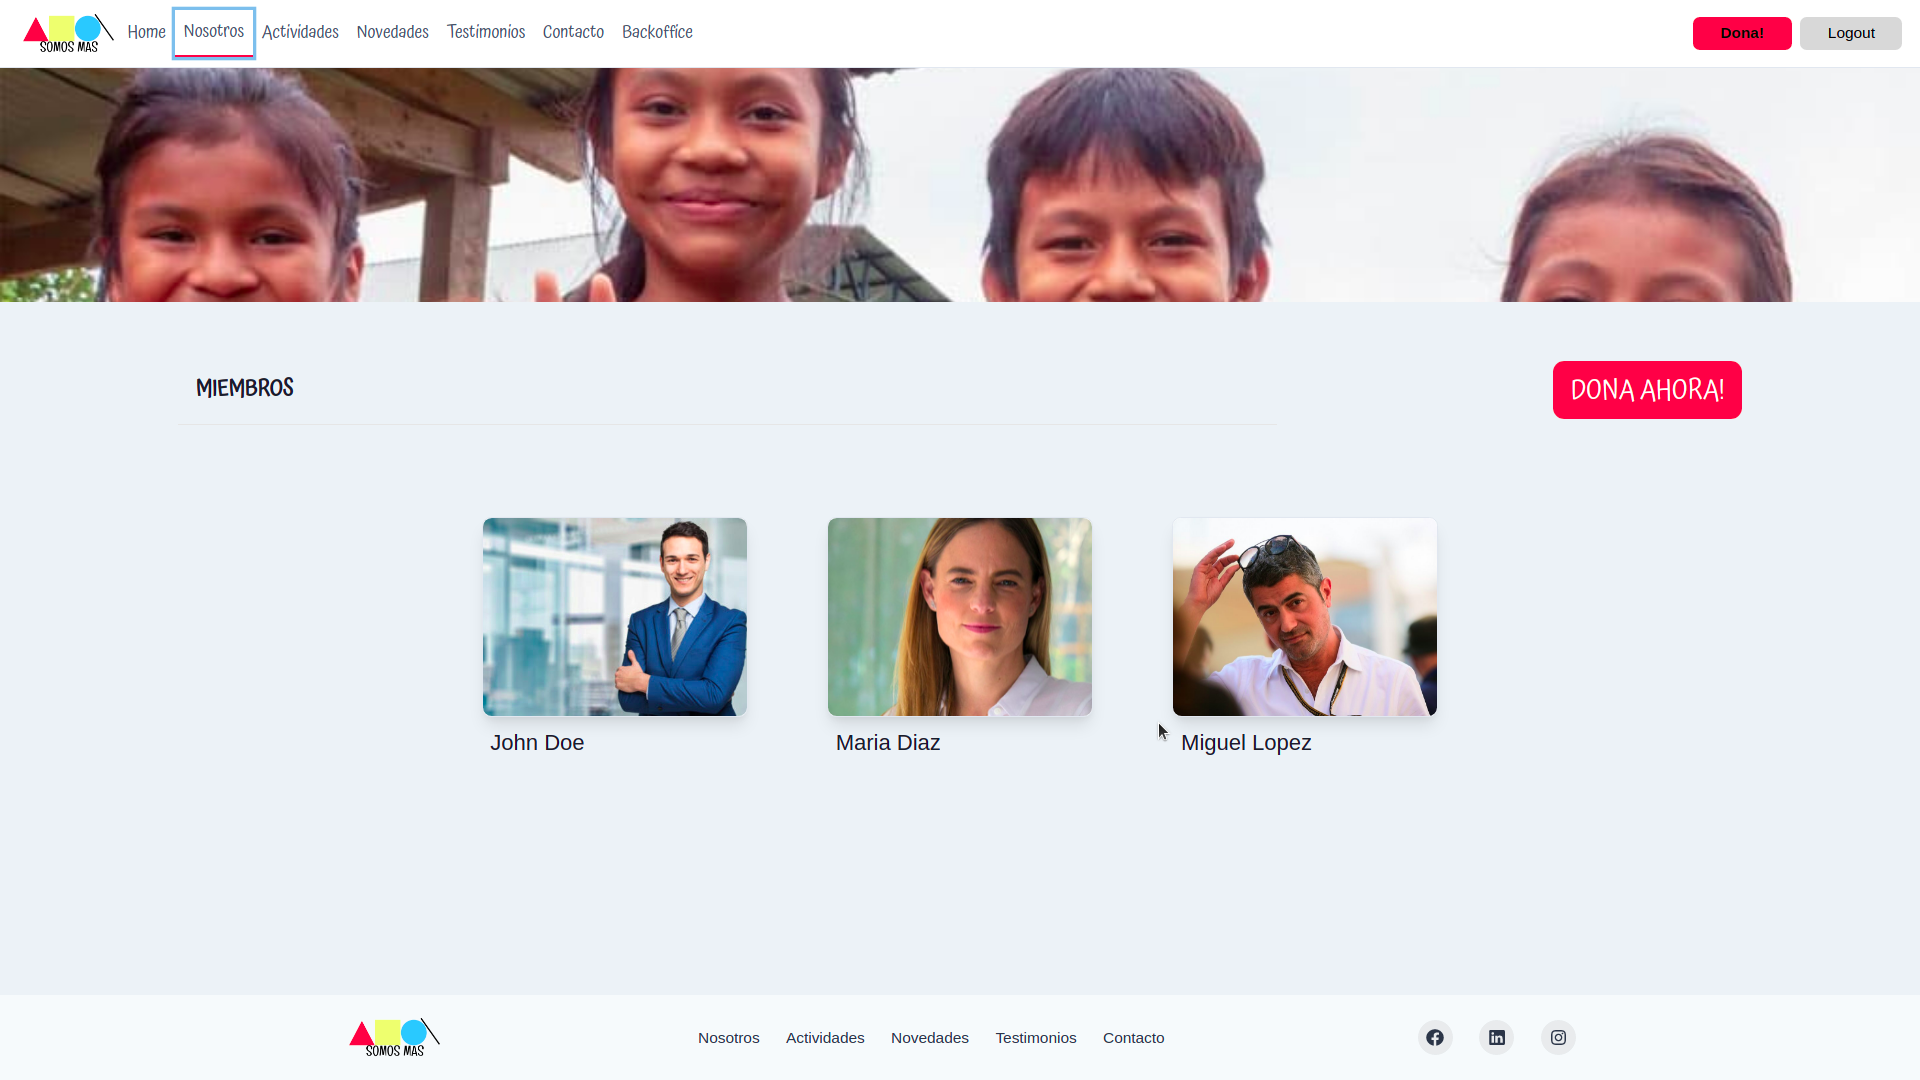 SOMOS MAS Home Nosotros Actividades Novedades Testimonios Contacto Backoffice Dona! Logout
MIEMBROS DONA AHORA!
John Doe Maria Diaz Miguel Lopez
SOMOS MAS Nosotros Actividades Novedades Testimonios Contacto